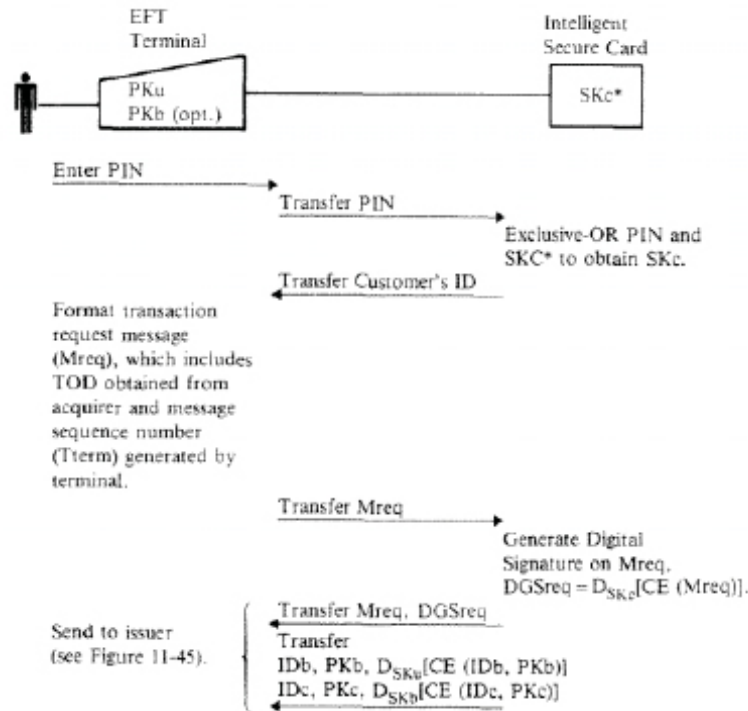 EFT
Terminal
Intelligent
Secure Card
PKu
PKb (opt.)
SKc*
Enter PIN
Transfer PIN
Exclusive-OR PIN and
SKC* to obtain SKc.
Transfer Customer's ID
Format transaction
request message
(Mreq), which includes
TOD obtained from
acquirer and message
sequence number
(Tterm) generated by
terminal.
Transfer Mreq
Generate Digital
Signature on Mreq.
DGSreq = D_SKc[CE (Mreq)].
Transfer Mreq, DGSreq
Send to issuer
(see Figure 11-45).
Transfer
IDb, PKb, D_SKu[CE (IDb, PKb)]
IDc, PKc, D_SKb[CE (IDc, PKc)]